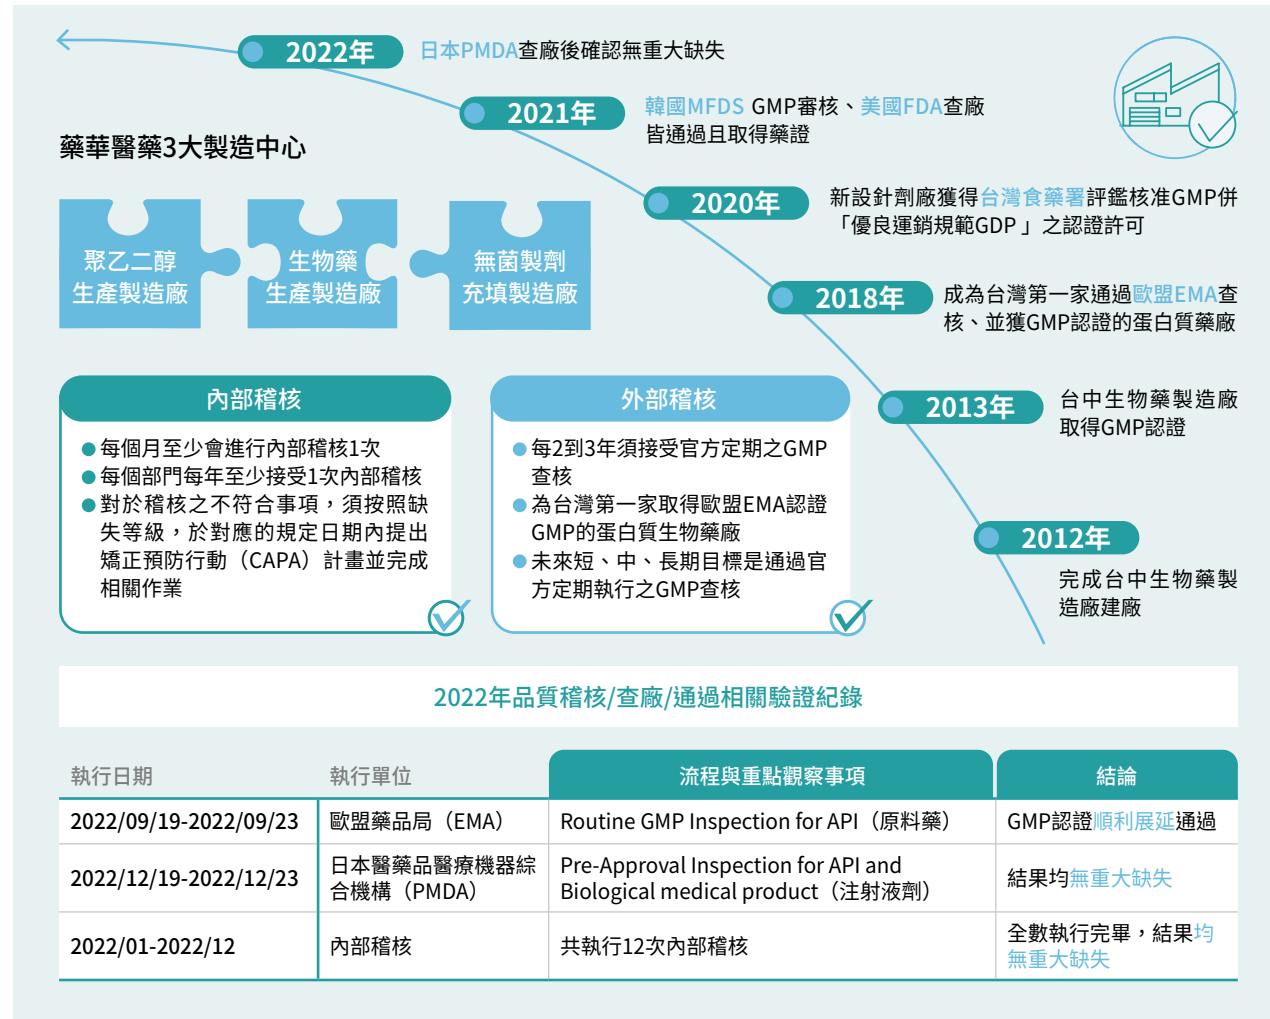 2022年
日本PMDA查廠後確認無重大缺失
2021年
韓國MFDS GMP審核、美國FDA查廠
皆通過且取得藥證
2020年
新設針劑廠獲得台灣食藥署評鑑核准GMP併
「優良運銷規範GDP」之認證許可
2018年
成為台灣第一家通過歐盟EMA查
核、並獲GMP認證的蛋白質藥廠
2013年
台中生物藥製造廠
取得GMP認證
2012年
完成台中生物藥製
造廠建廠
藥華醫藥3大製造中心
聚乙二醇
生產製造廠
生物藥
生產製造廠
無菌製劑
充填製造廠
內部稽核
每個月至少會進行內部稽核1次
每個部門每年至少接受1次內部稽核
對於稽核之不符合事項，須按照缺
失等級，於對應的規定日期內提出
矯正預防行動（CAPA）計畫並完成
相關作業
外部稽核
每2到3年須接受官方定期之GMP
查核
為台灣第一家取得歐盟EMA認證
GMP的蛋白質生物藥廠
未來短、中、長期目標是通過官
方定期執行之GMP查核
2022年品質稽核/查廠/通過相關驗證紀錄
執行日期
執行單位
流程與重點觀察事項
結論
2022/09/19-2022/09/23
歐盟藥品局（EMA）
Routine GMP Inspection for API（原料藥）
GMP認證順利展延通過
2022/12/19-2022/12/23
日本醫藥品醫療機器綜
合機構（PMDA）
Pre-Approval Inspection for API and
Biological medical product（注射液劑）
結果均無重大缺失
2022/01-2022/12
內部稽核
共執行12次內部稽核
全數執行完畢，結果均
無重大缺失